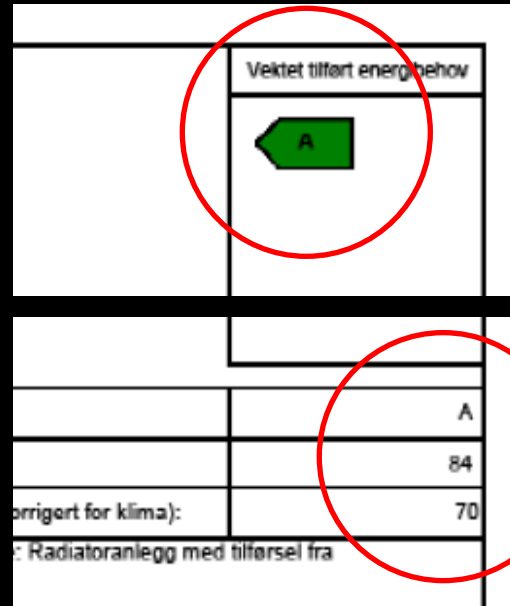 Vektet tilført energibehov
A
A
84
orrigert for klima): 70
: Radiatoranlegg med tilførsel fra